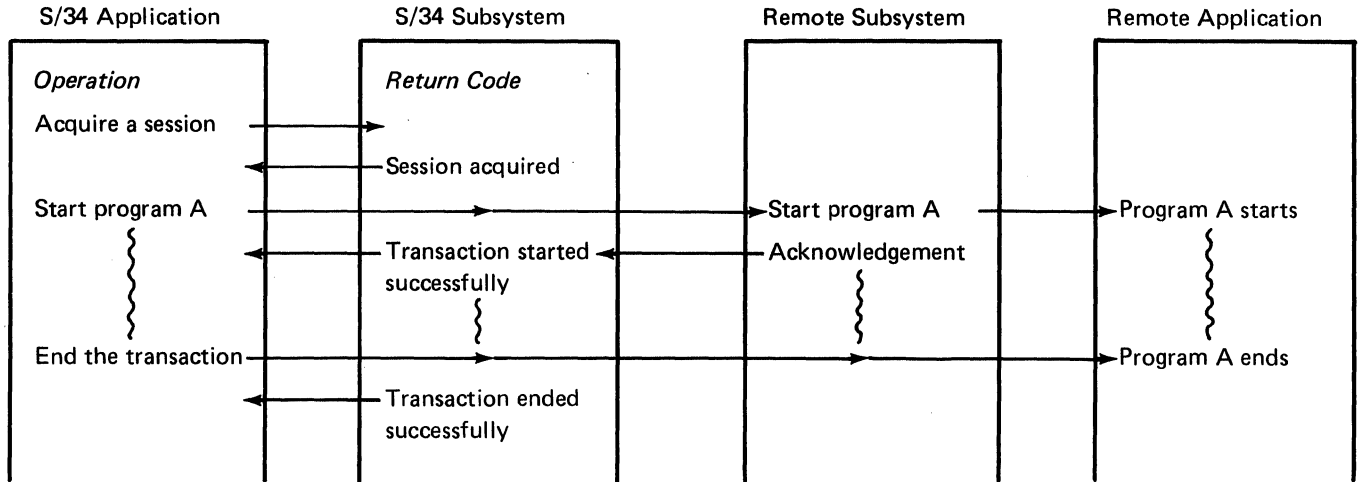 S/34 Application
S/34 Subsystem
Remote Subsystem
Remote Application
Operation
Return Code
Acquire a session
Session acquired
Start program A
Start program A
Program A starts
Transaction started
successfully
Acknowledgement
End the transaction
Program A ends
Transaction ended
successfully